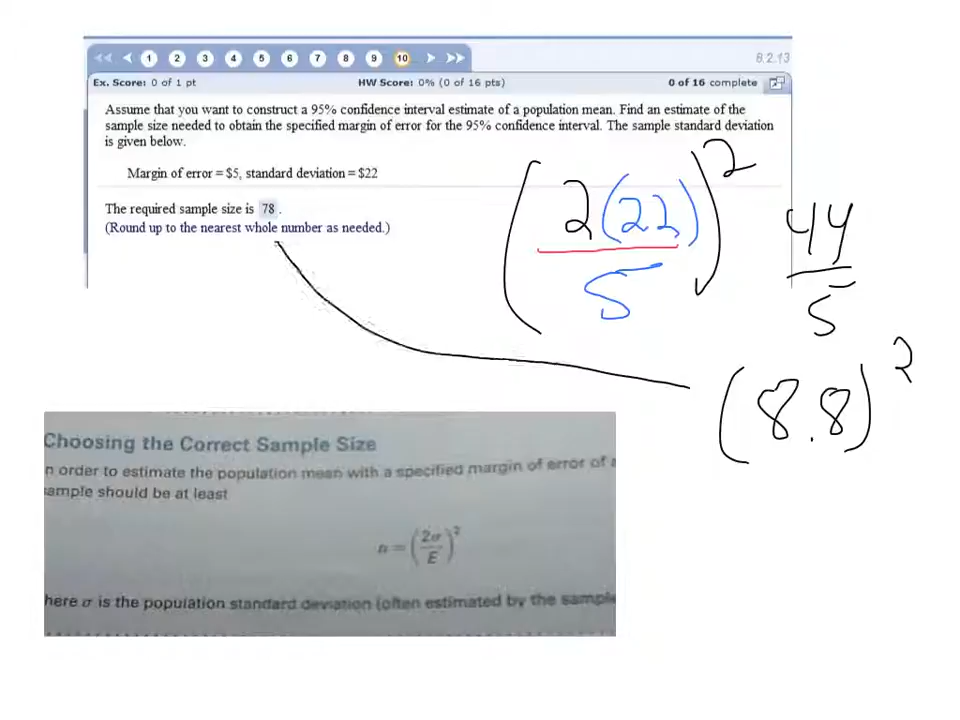 1 2 3 4 5 6 7 8 9 10 8.2.13
Ex. Score: 0 of 1 pt HW Score: 0% (0 of 16 pts) 0 of 16 complete
Assume that you want to construct a 95% confidence interval estimate of a population mean. Find an estimate of the
sample size needed to obtain the specified margin of error for the 95% confidence interval. The sample standard deviation
is given below.
Margin of error = $5, standard deviation = $22
The required sample size is 78 .
(Round up to the nearest whole number as needed.)
(2(22)/5)²
44/5
(8.8)²
Choosing the Correct Sample Size
n order to estimate the population mean with a specified margin of error of a
ample should be at least
n = (2σ/E)²
here σ is the population standard deviation (often estimated by the sample